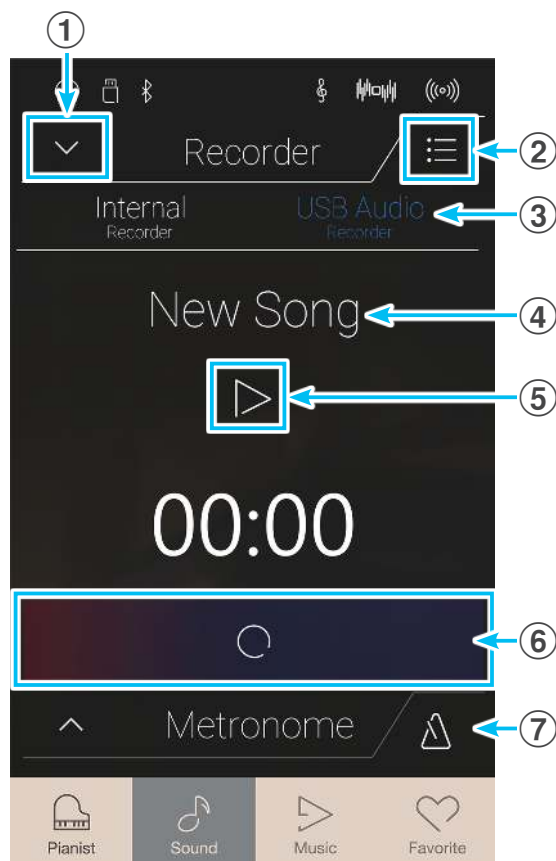 ①
Recorder
②
Internal
Recorder
USB Audio
Recorder
③
New Song
④
⑤
00:00
⑥
Metronome
⑦
Pianist
Sound
Music
Favorite